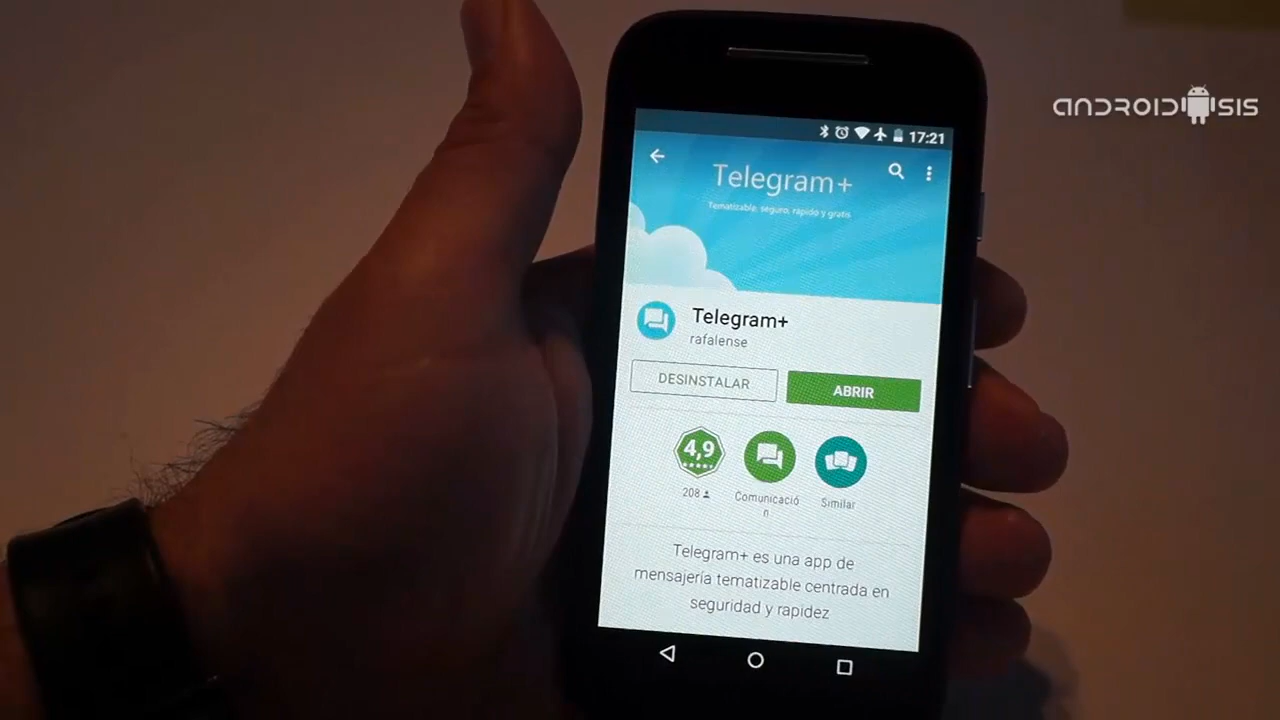 ANDROIDSIS
17:21
Telegram+
Tematizable, seguro, rápido y gratis
Telegram+
rafalense
DESINSTALAR
ABRIR
4,9
208
Comunicació
n
Similar
Telegram+ es una app de
mensajería tematizable centrada en
seguridad y rapidez